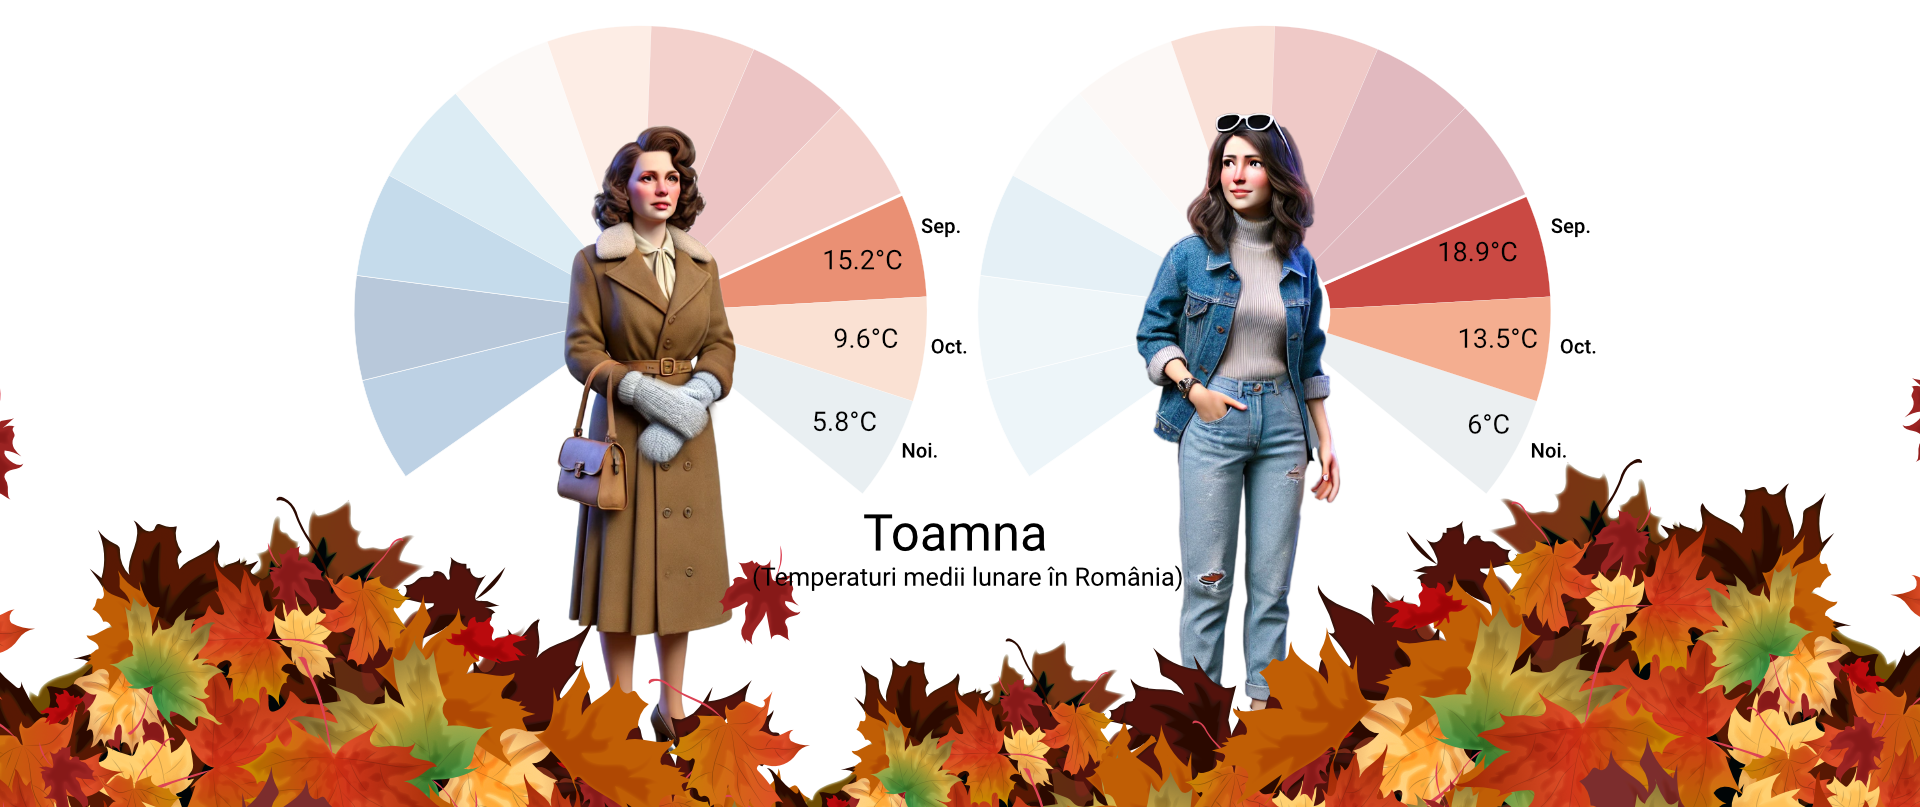 Sep.
15.2°C
9.6°C
Oct.
5.8°C
Noi.
Sep.
18.9°C
13.5°C
Oct.
6°C
Noi.
Toamna
(Temperaturi medii lunare în România)